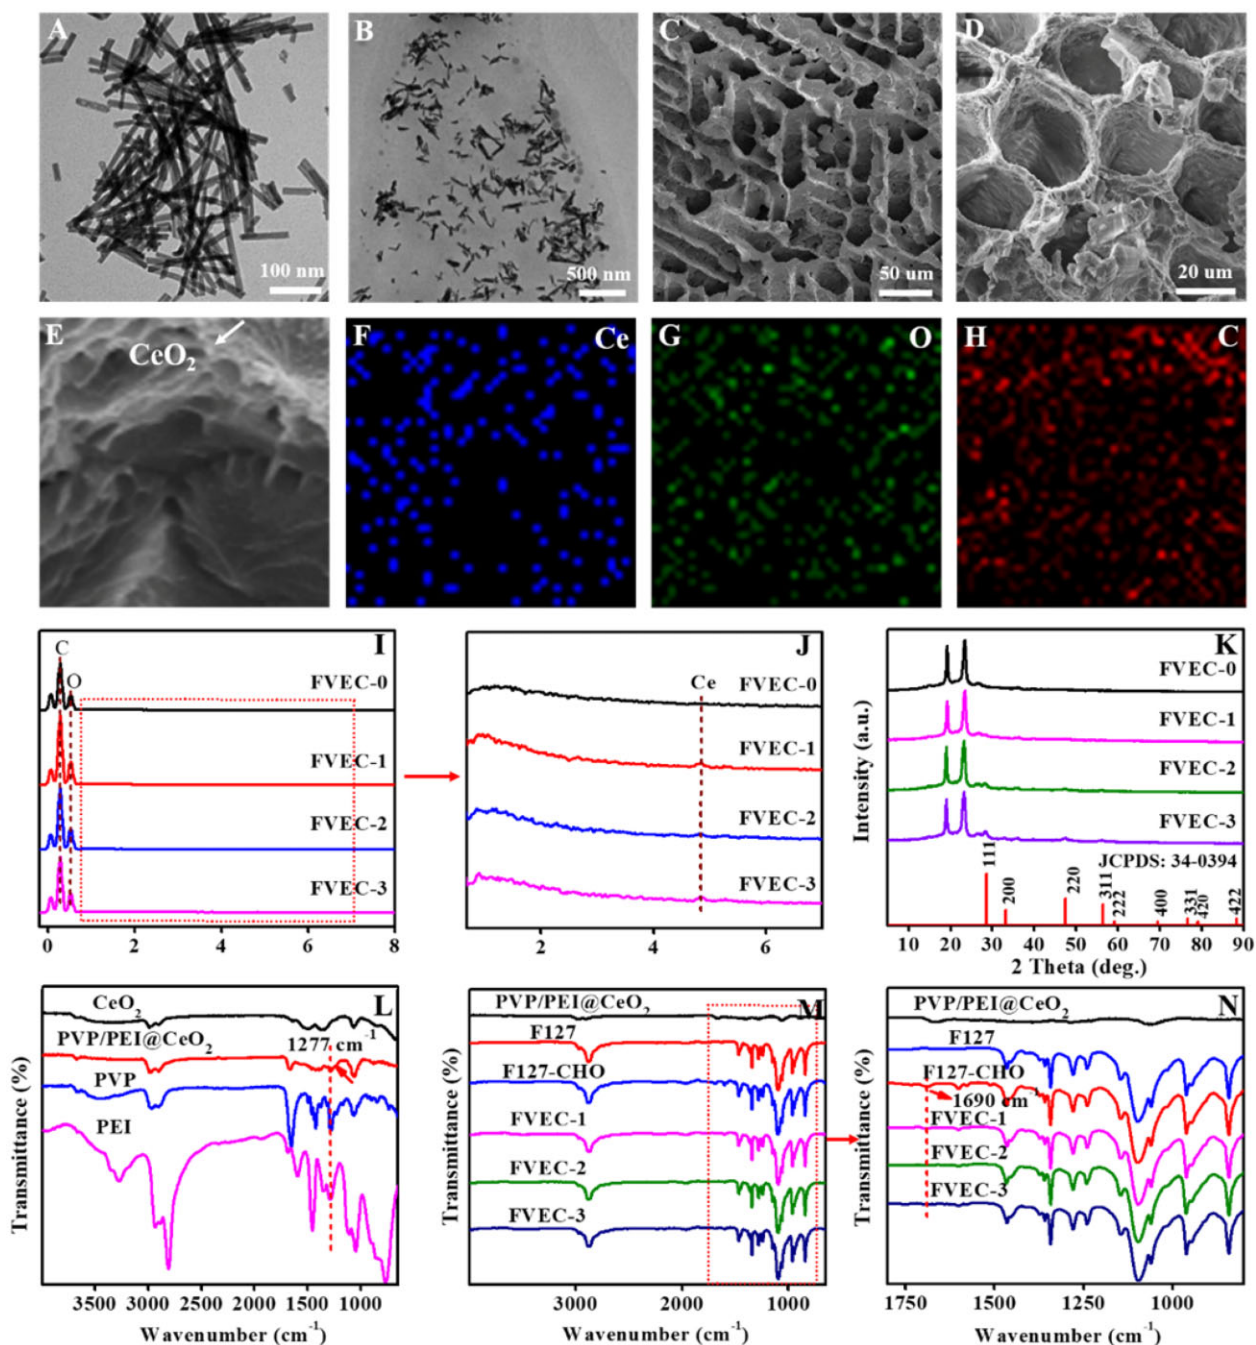 A
100 nm
B
500 nm
C
50 um
D
20 um
E
CeO₂
F
Ce
G
O
H
C
I
C
O
FVEC-0
FVEC-1
FVEC-2
FVEC-3
0 2 4 6 8
J
Ce
FVEC-0
FVEC-1
FVEC-2
FVEC-3
2 4 6
K
Intensity (a.u.)
FVEC-0
FVEC-1
FVEC-2
FVEC-3
JCPDS: 34-0394
111
200
220
311
222
400
331
420
422
10 20 30 40 50 60 70 80 90
2 Theta (deg.)
L
Transmittance (%)
CeO₂
PVP/PEI@CeO₂
1277 cm⁻¹
PVP
PEI
3500 3000 2500 2000 1500 1000
Wavenumber (cm⁻¹)
M
Transmittance (%)
PVP/PEI@CeO₂
F127
F127-CHO
FVEC-1
FVEC-2
FVEC-3
3000 2000 1000
Wavenumber (cm⁻¹)
N
Transmittance (%)
PVP/PEI@CeO₂
F127
F127-CHO
1690 cm⁻¹
FVEC-1
FVEC-2
FVEC-3
1750 1500 1250 1000
Wavenumber (cm⁻¹)